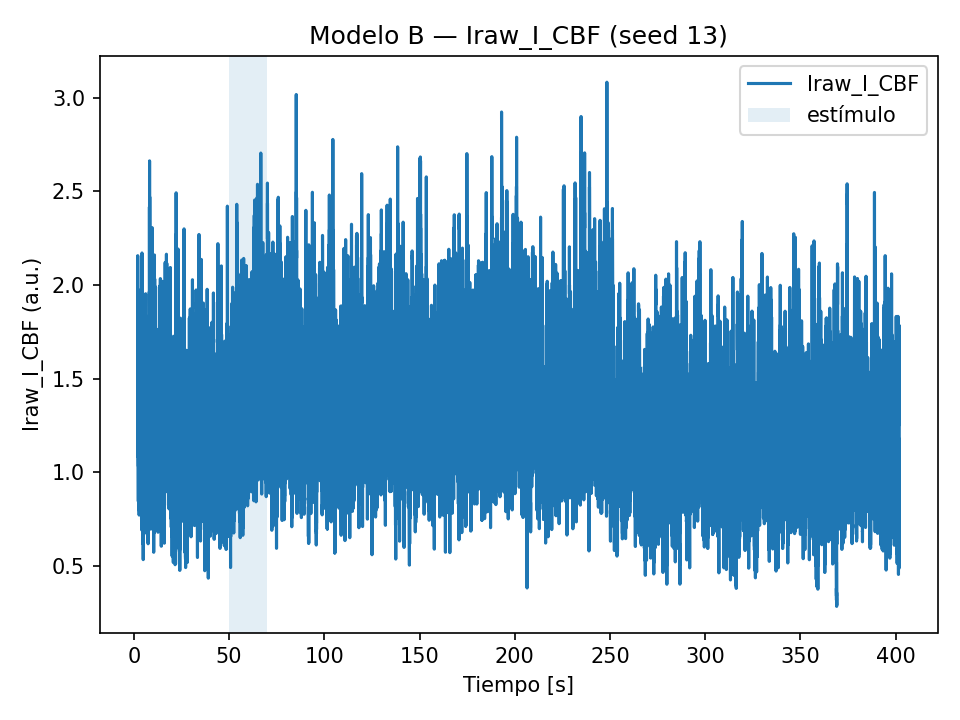 Modelo B — Iraw_I_CBF (seed 13)
Iraw_I_CBF
estímulo
Iraw_I_CBF (a.u.)
3.0
2.5
2.0
1.5
1.0
0.5
0 50 100 150 200 250 300 350 400
Tiempo [s]